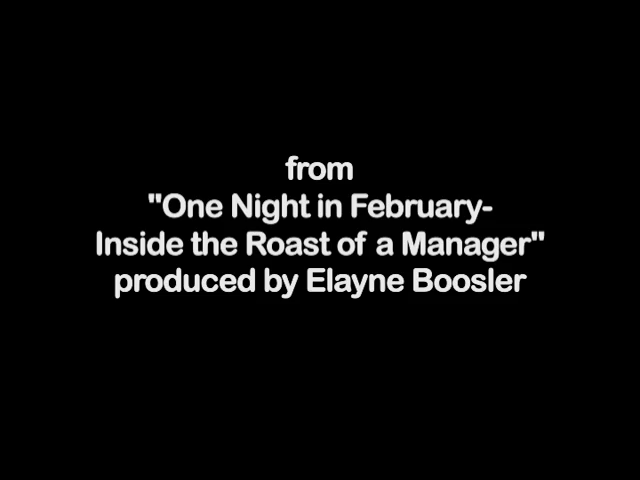 from
"One Night in February-
Inside the Roast of a Manager"
produced by Elayne Boosler